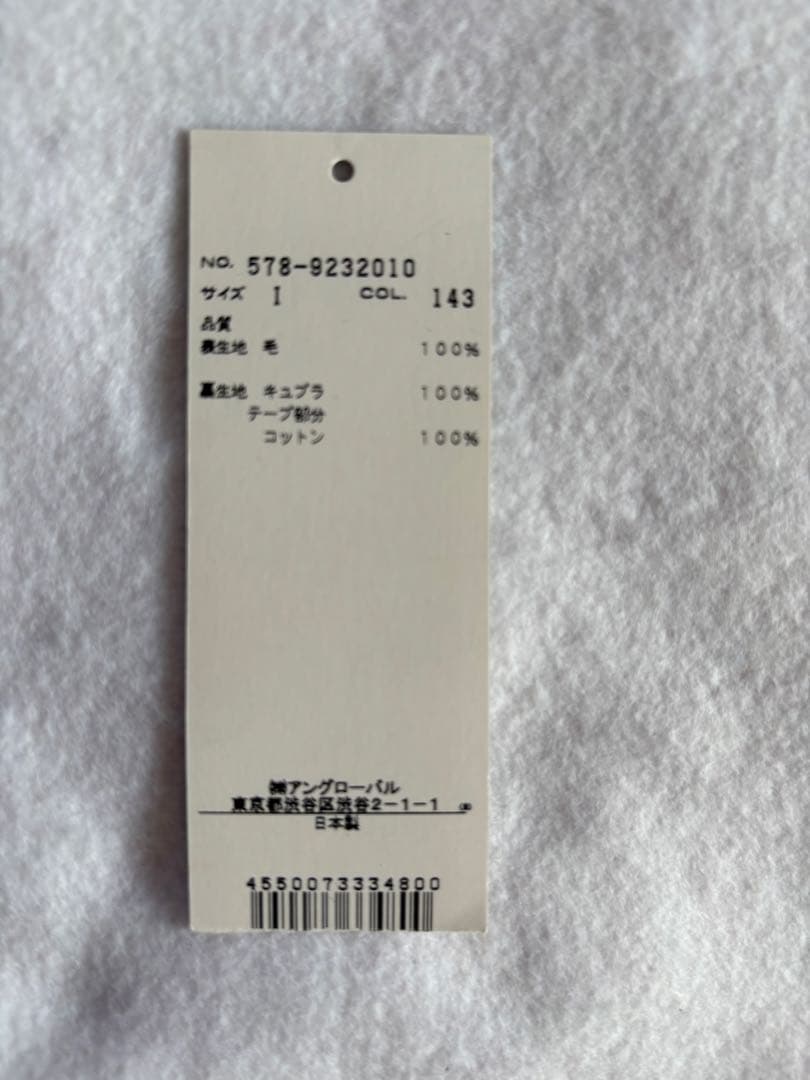 NO. 578-9232010
サイズ I COL. 143
品質
表生地 毛 100%
裏生地 キュプラ 100%
テープ部分
コットン 100%
㈱アングローバル
東京都渋谷区渋谷2-1-1
日本製
4550073334800